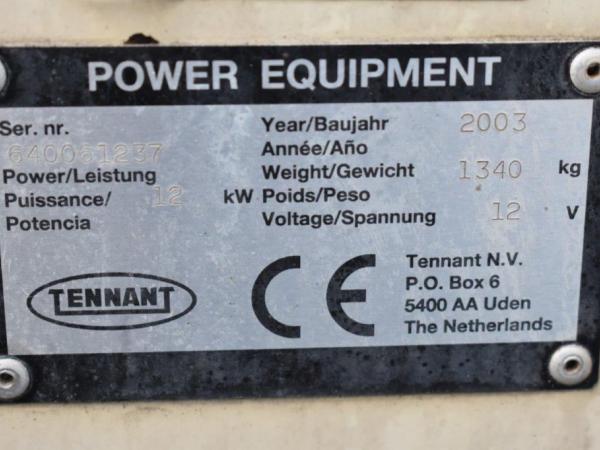 POWER EQUIPMENT
Ser. nr.
640061237
Power/Leistung
Puissance/ 12 kW
Potencia
Year/Baujahr 2003
Année/Año
Weight/Gewicht 1340 kg
Poids/Peso
Voltage/Spannung 12 V
TENNANT
CE
Tennant N.V.
P.O. Box 6
5400 AA Uden
The Netherlands